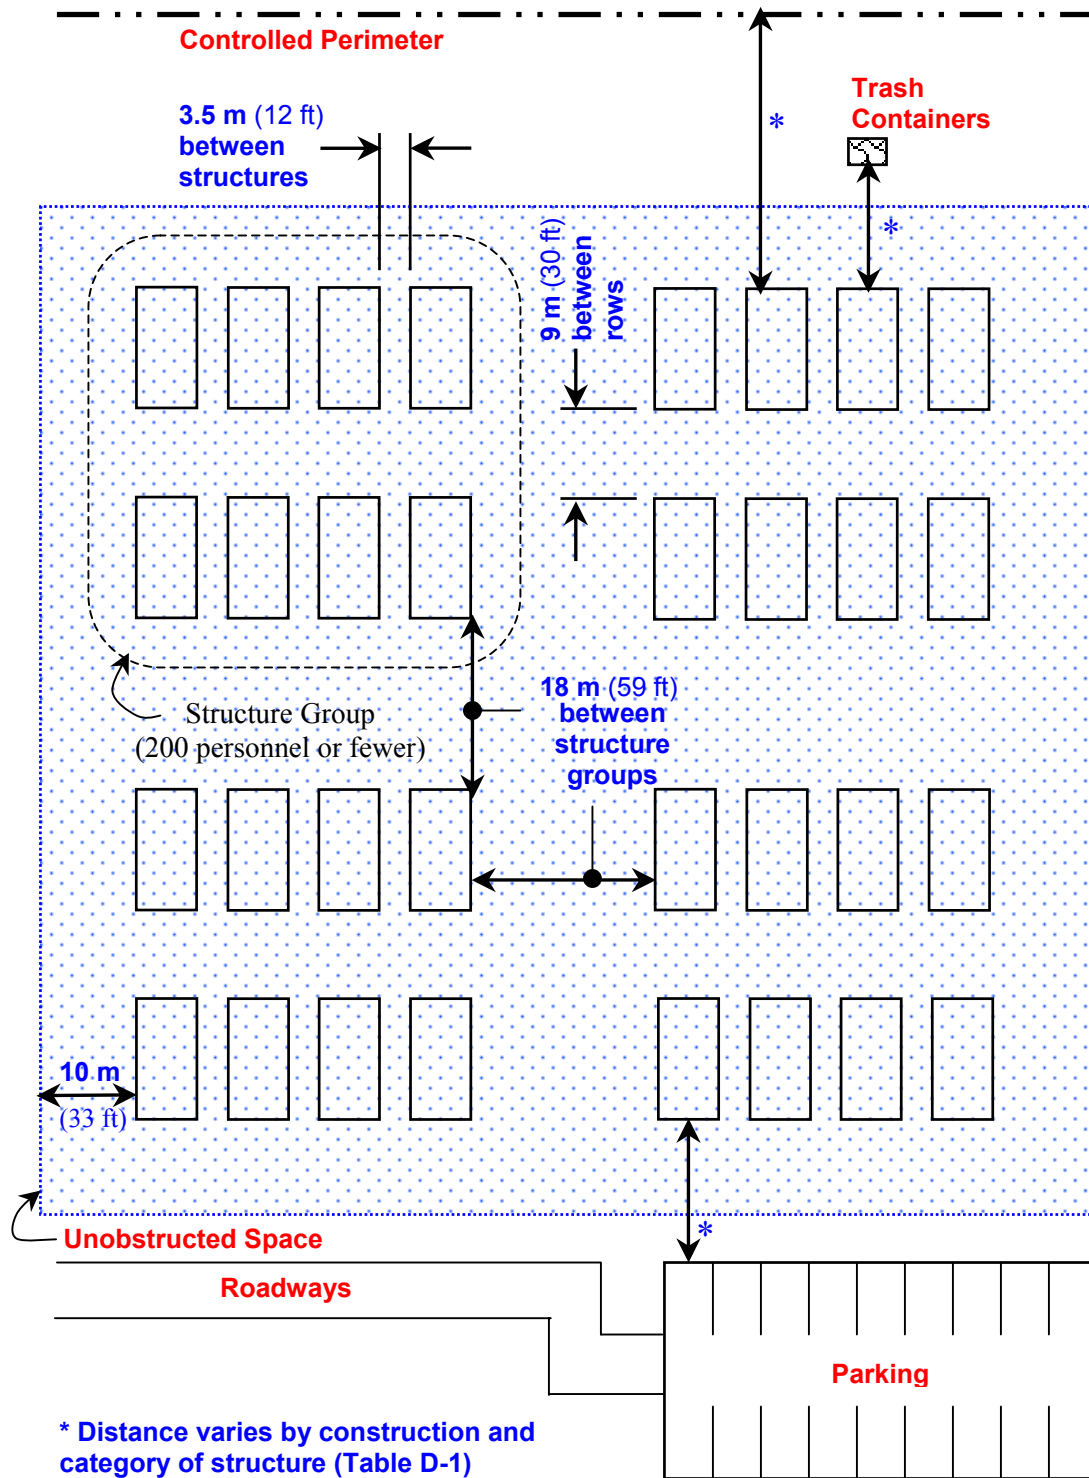 Controlled Perimeter
3.5 m (12 ft)
between
structures
*
Trash
Containers
*
9 m (30 ft)
between
rows
Structure Group
(200 personnel or fewer)
18 m (59 ft)
between
structure
groups
10 m
(33 ft)
*
Unobstructed Space
Roadways
Parking
* Distance varies by construction and
category of structure (Table D-1)